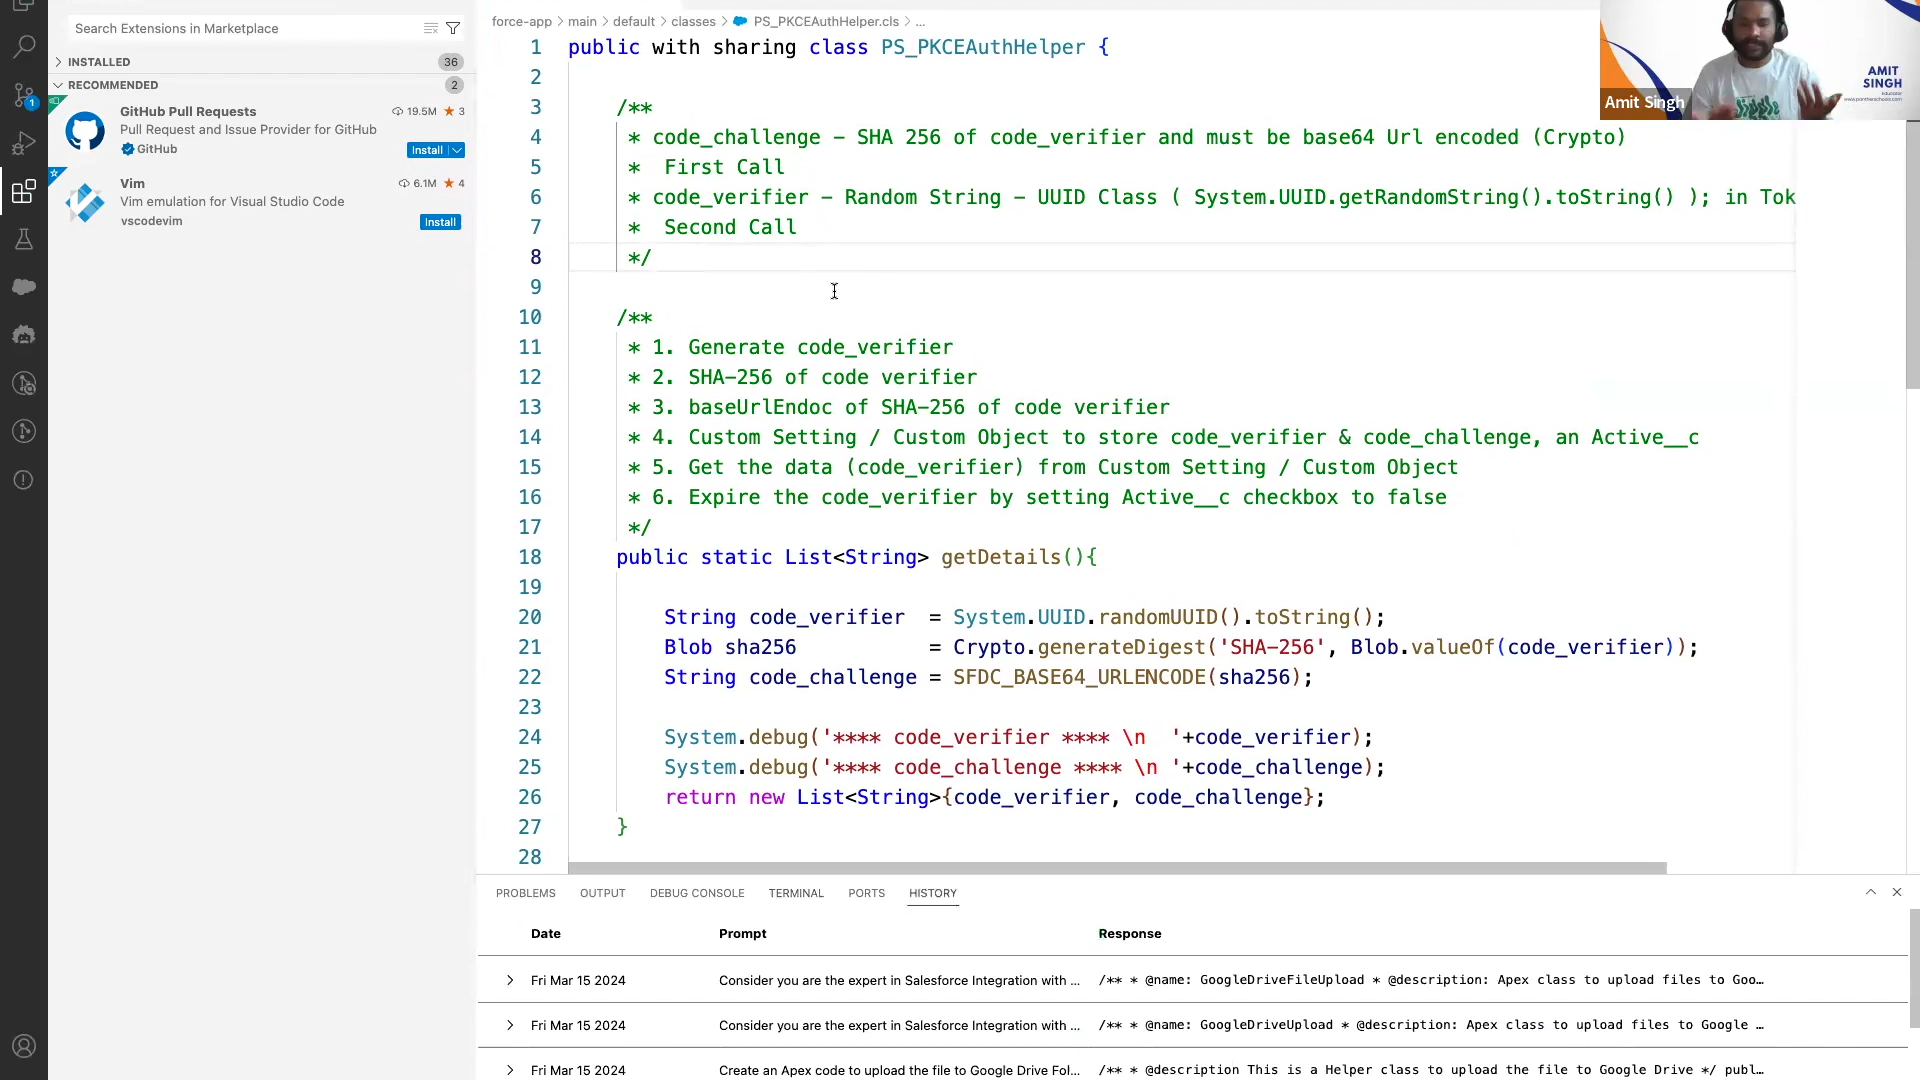 Search Extensions in Marketplace
INSTALLED 36
RECOMMENDED 2
GitHub Pull Requests 19.5M ★ 3
Pull Request and Issue Provider for GitHub
GitHub Install
Vim 6.1M ★ 4
Vim emulation for Visual Studio Code
vscodevim Install
1
force-app > main > default > classes > PS_PKCEAuthHelper.cls > ...
1 public with sharing class PS_PKCEAuthHelper {
2
3 /**
4 * code_challenge – SHA 256 of code_verifier and must be base64 Url encoded (Crypto)
5 * First Call
6 * code_verifier – Random String – UUID Class ( System.UUID.getRandomString().toString() ); in Tok
7 * Second Call
8 */
9
10 /**
11 * 1. Generate code_verifier
12 * 2. SHA-256 of code verifier
13 * 3. baseUrlEndoc of SHA-256 of code verifier
14 * 4. Custom Setting / Custom Object to store code_verifier & code_challenge, an Active__c
15 * 5. Get the data (code_verifier) from Custom Setting / Custom Object
16 * 6. Expire the code_verifier by setting Active__c checkbox to false
17 */
18 public static List<String> getDetails(){
19
20 String code_verifier = System.UUID.randomUUID().toString();
21 Blob sha256 = Crypto.generateDigest('SHA-256', Blob.valueOf(code_verifier));
22 String code_challenge = SFDC_BASE64_URLENCODE(sha256);
23
24 System.debug('**** code_verifier **** \n  '+code_verifier);
25 System.debug('**** code_challenge **** \n '+code_challenge);
26 return new List<String>{code_verifier, code_challenge};
27 }
28
PROBLEMS OUTPUT DEBUG CONSOLE TERMINAL PORTS HISTORY
Date Prompt Response
Fri Mar 15 2024 Consider you are the expert in Salesforce Integration with ... /** * @name: GoogleDriveFileUpload * @description: Apex class to upload files to Goo…
Fri Mar 15 2024 Consider you are the expert in Salesforce Integration with ... /** * @name: GoogleDriveUpload * @description: Apex class to upload files to Google …
Fri Mar 15 2024 Create an Apex code to upload the file to Google Drive Fol... /** * @description This is a Helper class to upload the file to Google Drive */ publ…
AMIT
SINGH
Amit Singh